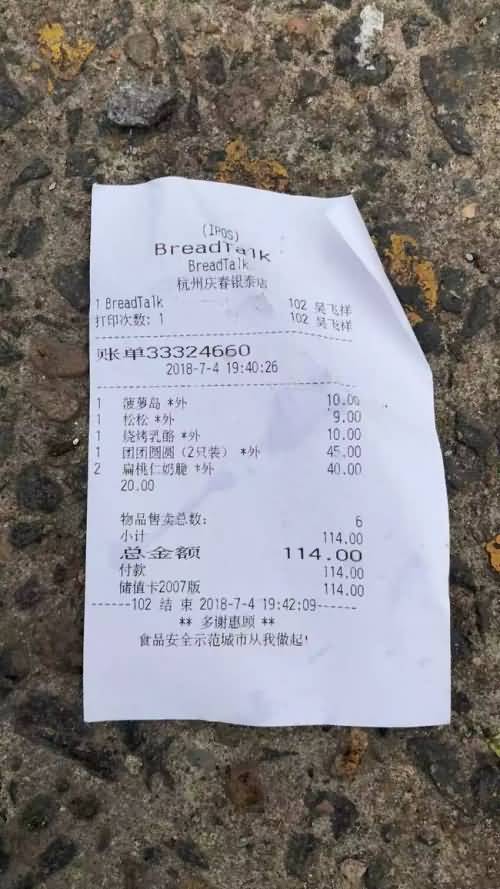 (IPOS)
BreadTalk
BreadTalk
杭州庆春银泰店
1 BreadTalk 102 吴飞样
打印次数: 1 102 吴飞样
账单33324660
2018-7-4 19:40:26
1 菠萝岛 *外 10.00
1 松松 *外 9.00
1 烧烤乳酪 *外 10.00
1 团团圆圆（2只装） *外 45.00
2 扁桃仁奶脆 *外 40.00
20.00
物品售卖总数: 6
小计 114.00
总金额 114.00
付款 114.00
储值卡2007版 114.00
------102 结 束 2018-7-4 19:42:09------
** 多谢惠顾 **
食品安全示范城市从我做起'